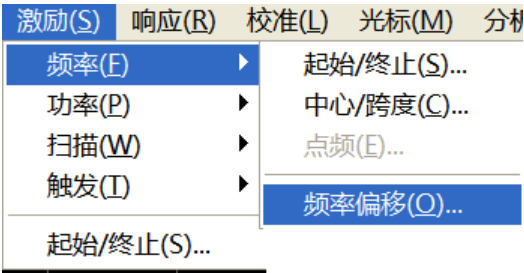 激励(S) 响应(R) 校准(L) 光标(M) 分析
频率(F)
起始/终止(S)...
功率(P)
中心/跨度(C)...
扫描(W)
点频(E)...
触发(T)
频率偏移(O)...
起始/终止(S)...